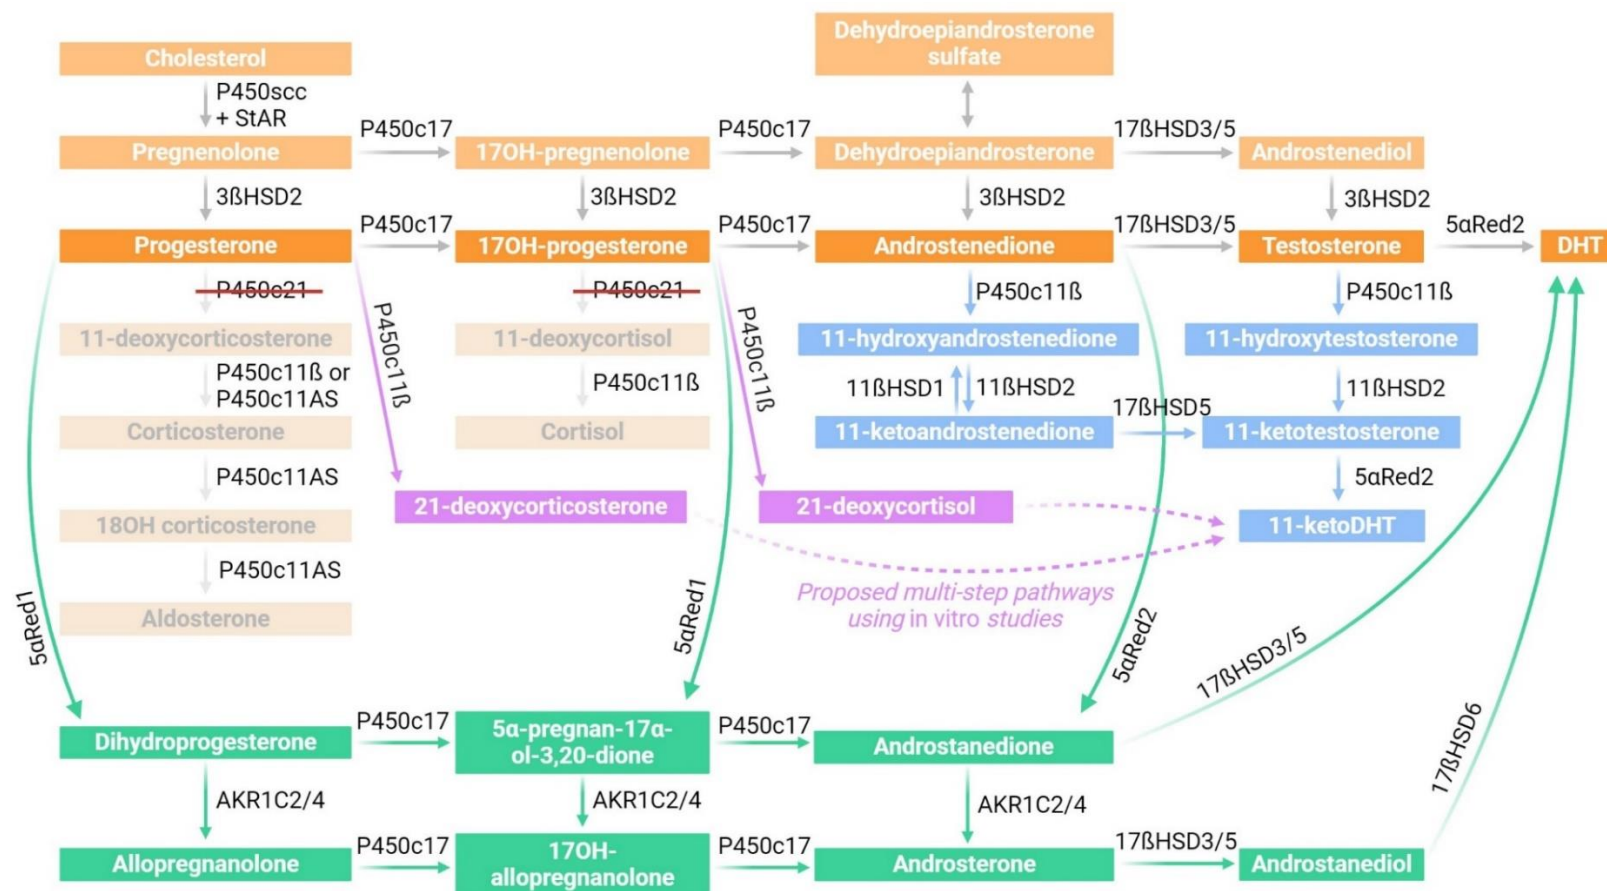 Dehydroepiandrosterone
sulfate
Cholesterol
P450scc
+ StAR
P450c17
P450c17
17ßHSD3/5
Pregnenolone
17OH-pregnenolone
Dehydroepiandrosterone
Androstenediol
3ßHSD2
3ßHSD2
3ßHSD2
3ßHSD2
P450c17
P450c17
17ßHSD3/5
5αRed2
Progesterone
17OH-progesterone
Androstenedione
Testosterone
DHT
P450c21
P450c21
P450c11ß
P450c11ß
P450c11ß
P450c11ß
11-deoxycorticosterone
11-deoxycortisol
11-hydroxyandrostenedione
11-hydroxytestosterone
P450c11ß or
P450c11AS
P450c11ß
11ßHSD1
11ßHSD2
11ßHSD2
17ßHSD5
Corticosterone
Cortisol
11-ketoandrostenedione
11-ketotestosterone
P450c11AS
5αRed2
21-deoxycorticosterone
21-deoxycortisol
18OH corticosterone
11-ketoDHT
P450c11AS
Proposed multi-step pathways
using in vitro studies
Aldosterone
5αRed1
5αRed1
5αRed2
17ßHSD3/5
17ßHSD6
P450c17
P450c17
Dihydroprogesterone
5α-pregnan-17α-
ol-3,20-dione
Androstanedione
AKR1C2/4
AKR1C2/4
AKR1C2/4
P450c17
P450c17
17ßHSD3/5
Allopregnanolone
17OH-
allopregnanolone
Androsterone
Androstanediol